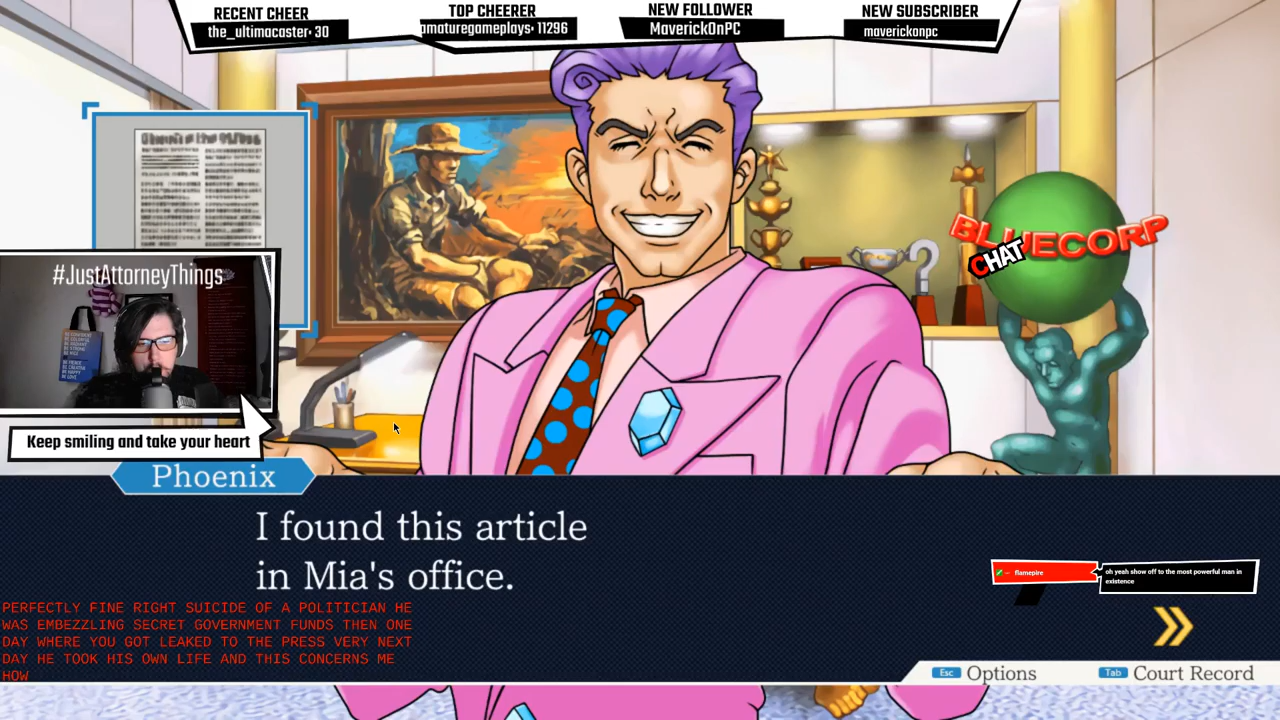 RECENT CHEER
the_ultimacaster• 30
TOP CHEERER
amaturegameplays• 11296
NEW FOLLOWER
MaverickOnPC
NEW SUBSCRIBER
maverickonpc
BLUECORP
CHAT
#JustAttorneyThings
Keep smiling and take your heart
Phoenix
I found this article
in Mia's office.
flamepire
oh yeah show off to the most powerful man in
existence
PERFECTLY FINE RIGHT SUICIDE OF A POLITICIAN HE
WAS EMBEZZLING SECRET GOVERNMENT FUNDS THEN ONE
DAY WHERE YOU GOT LEAKED TO THE PRESS VERY NEXT
DAY HE TOOK HIS OWN LIFE AND THIS CONCERNS ME
HOW
Esc Options
Tab Court Record